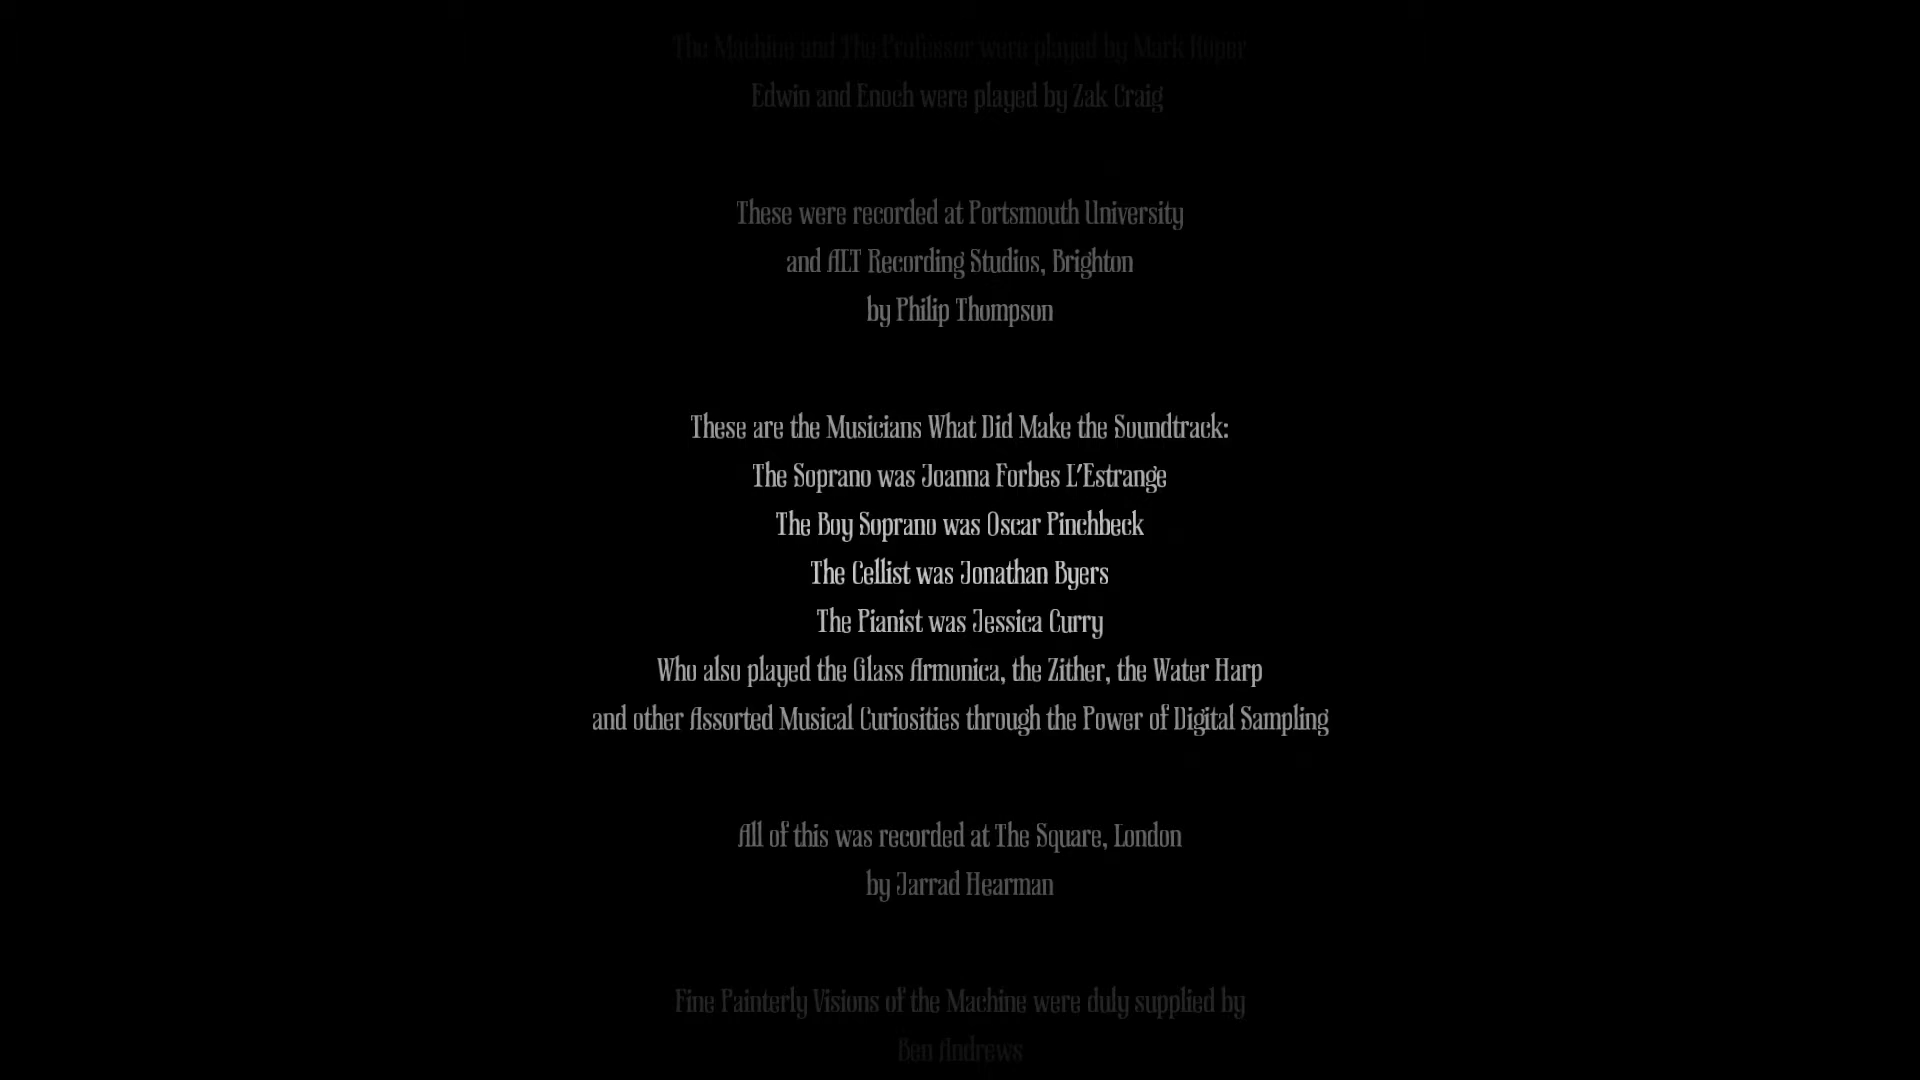 The Machine and The Professor were played by Mark Roper
Edwin and Enoch were played by Zak Craig
These were recorded at Portsmouth University
and ALT Recording Studios, Brighton
by Philip Thompson
These are the Musicians What Did Make the Soundtrack:
The Soprano was Joanna Forbes L'Estrange
The Boy Soprano was Oscar Pinchbeck
The Cellist was Jonathan Byers
The Pianist was Jessica Curry
Who also played the Glass Armonica, the Zither, the Water Harp
and other Assorted Musical Curiosities through the Power of Digital Sampling
All of this was recorded at The Square, London
by Jarrad Hearman
Fine Painterly Visions of the Machine were duly supplied by
Ben Andrews